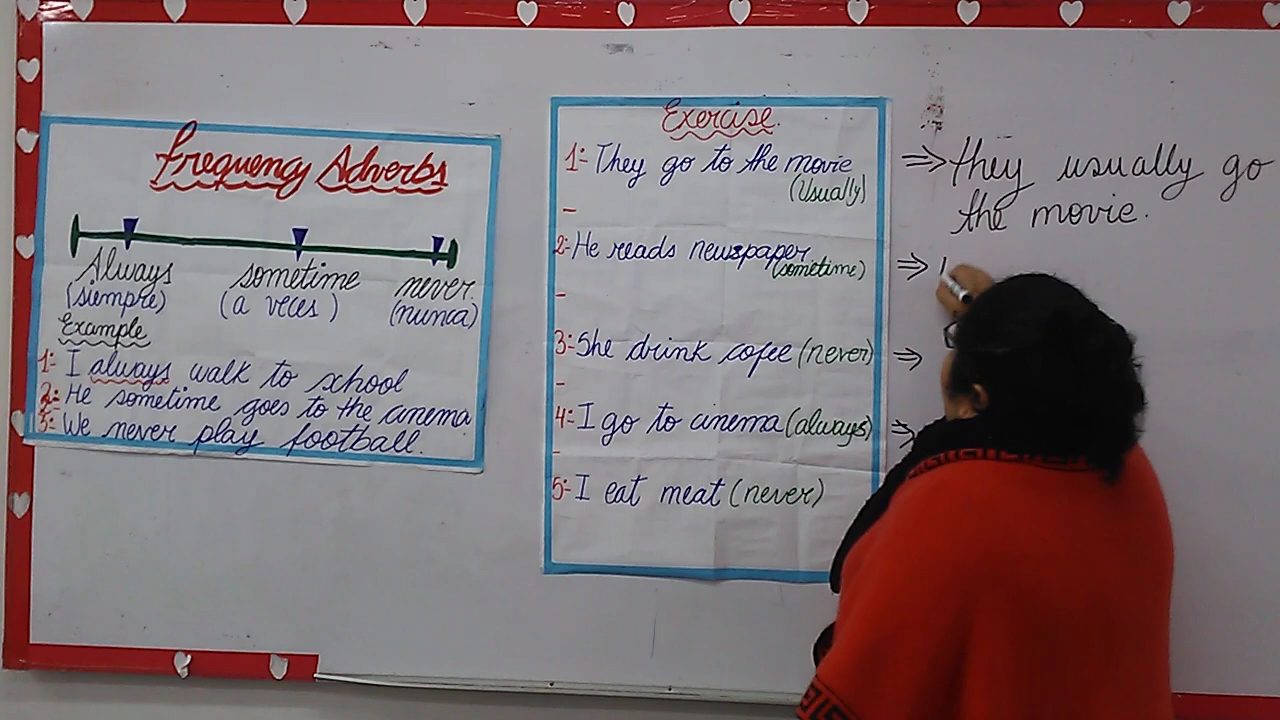 Frequency Adverbs
Always sometime never.
(siempre) (a veces) (nunca)
Example
1:- I always walk to school
2:- He sometime goes to the cinema
3:- We never play football.
Exercise.
1:- They go to the movie
(Usually)
-
2:- He reads newspaper
(sometime)
-
3:- She drink cofee (never)
-
4:- I go to cinema (always)
-
5:- I eat meat (never)
⇒ they usually go
the movie.
⇒
⇒
⇒